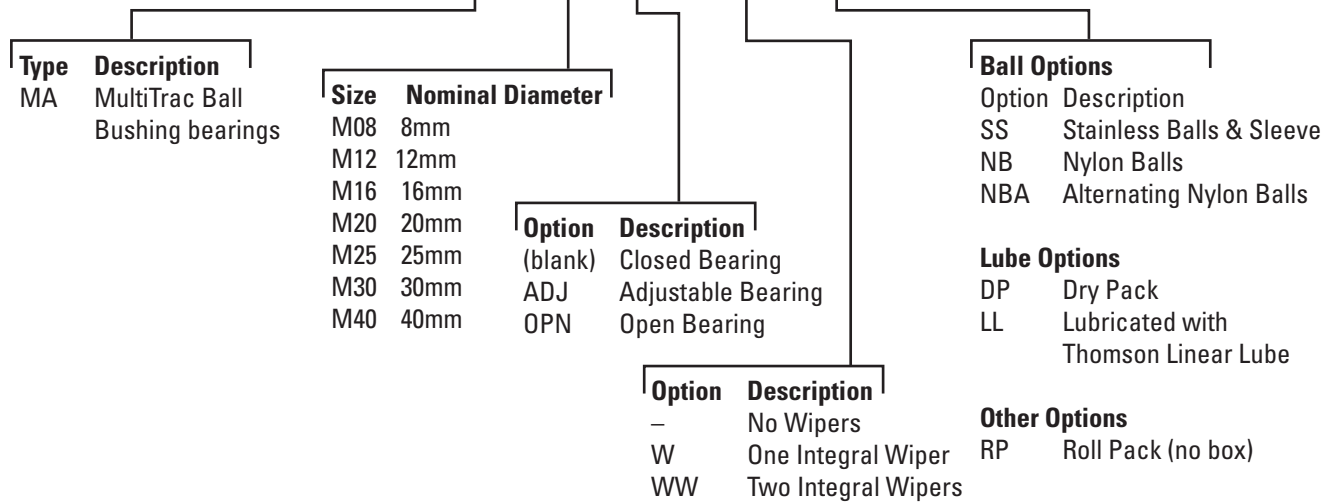 Type Description
MA MultiTrac Ball
Bushing bearings
Size Nominal Diameter
M08 8mm
M12 12mm
M16 16mm
M20 20mm
M25 25mm
M30 30mm
M40 40mm
Option Description
(blank) Closed Bearing
ADJ Adjustable Bearing
OPN Open Bearing
Option Description
– No Wipers
W One Integral Wiper
WW Two Integral Wipers
Ball Options
Option Description
SS Stainless Balls & Sleeve
NB Nylon Balls
NBA Alternating Nylon Balls
Lube Options
DP Dry Pack
LL Lubricated with
Thomson Linear Lube
Other Options
RP Roll Pack (no box)